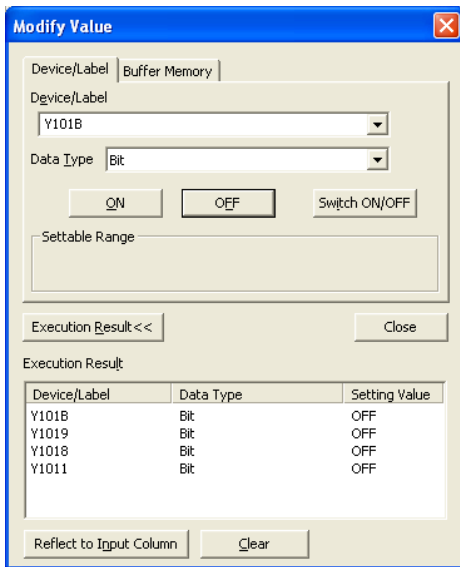 Modify Value
Device/Label Buffer Memory
Device/Label
Y101B
Data Type Bit
ON OFF Switch ON/OFF
Settable Range
Execution Result<< Close
Execution Result
Device/Label Data Type Setting Value
Y101B Bit OFF
Y1019 Bit OFF
Y1018 Bit OFF
Y1011 Bit OFF
Reflect to Input Column Clear